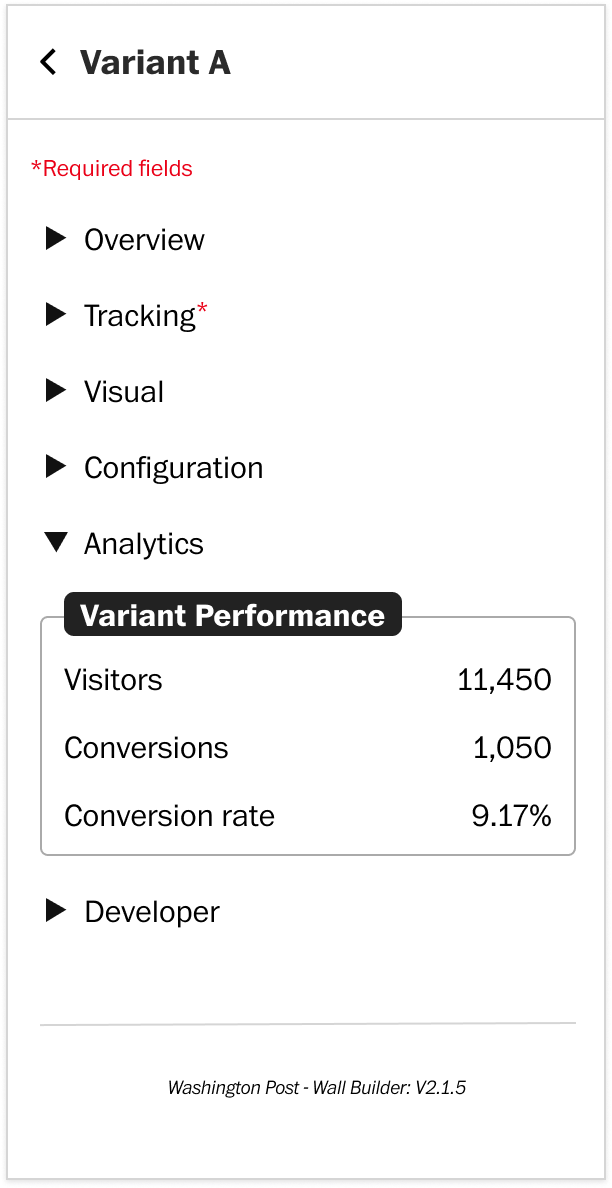 Variant A
*Required fields
Overview
Tracking*
Visual
Configuration
Analytics
Variant Performance
Visitors 11,450
Conversions 1,050
Conversion rate 9.17%
Developer
Washington Post - Wall Builder: V2.1.5